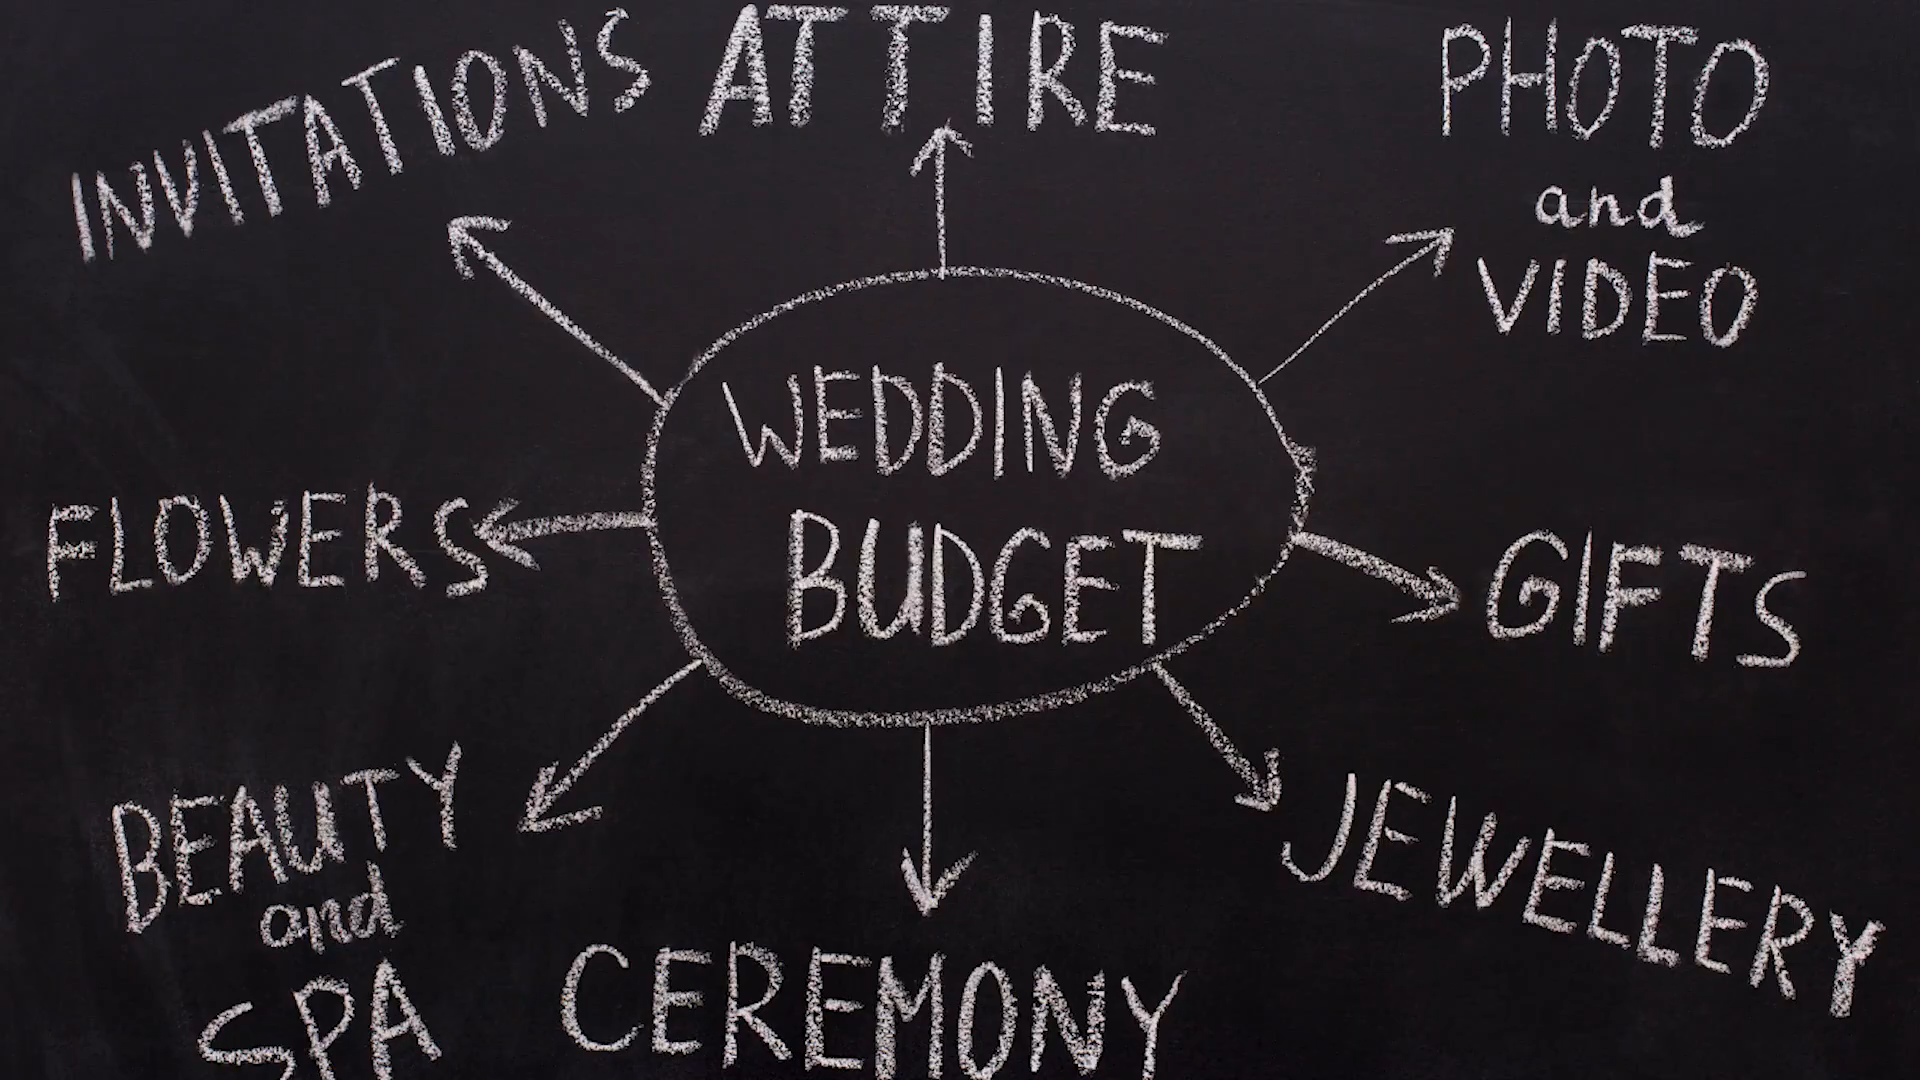 INVITATIONS
ATTIRE
PHOTO
and
VIDEO
WEDDING
BUDGET
FLOWERS
GIFTS
BEAUTY
and
SPA
CEREMONY
JEWELLERY